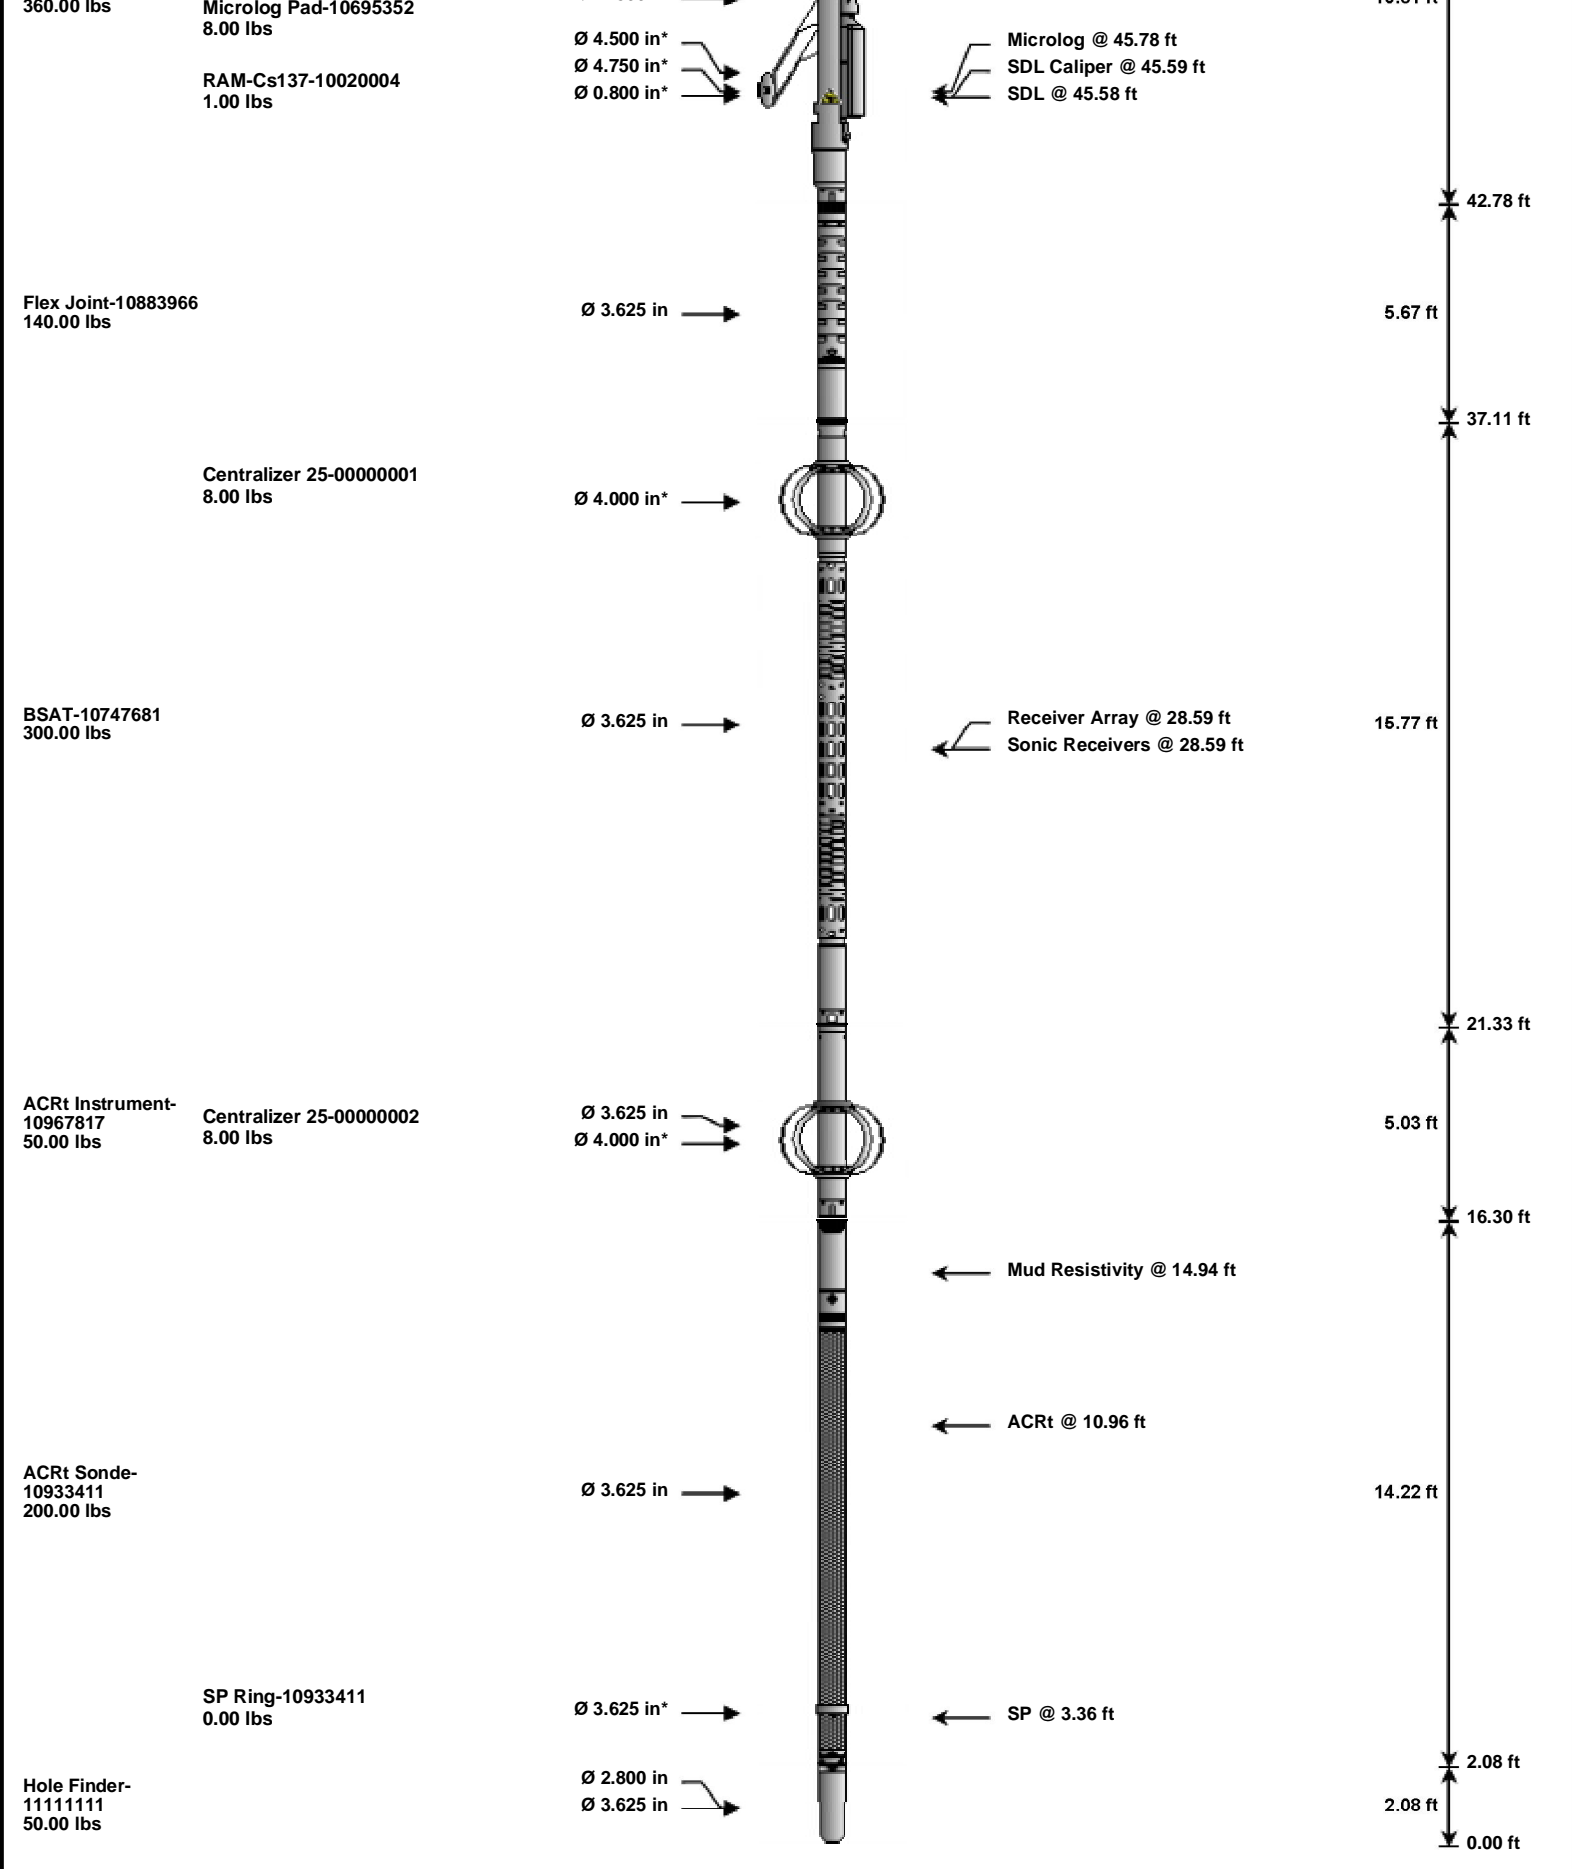 360.00 lbs
Microlog Pad-10695352
8.00 lbs
Ø 4.500 in*
Microlog @ 45.78 ft
RAM-Cs137-10020004
1.00 lbs
Ø 4.750 in*
SDL Caliper @ 45.59 ft
Ø 0.800 in*
SDL @ 45.58 ft
42.78 ft
Flex Joint-10883966
140.00 lbs
Ø 3.625 in
5.67 ft
37.11 ft
Centralizer 25-00000001
8.00 lbs
Ø 4.000 in*
BSAT-10747681
300.00 lbs
Ø 3.625 in
Receiver Array @ 28.59 ft
Sonic Receivers @ 28.59 ft
15.77 ft
21.33 ft
ACRt Instrument-
10967817
50.00 lbs
Centralizer 25-00000002
8.00 lbs
Ø 3.625 in
Ø 4.000 in*
5.03 ft
16.30 ft
Mud Resistivity @ 14.94 ft
ACRt @ 10.96 ft
ACRt Sonde-
10933411
200.00 lbs
Ø 3.625 in
14.22 ft
SP Ring-10933411
0.00 lbs
Ø 3.625 in*
SP @ 3.36 ft
2.08 ft
Hole Finder-
11111111
50.00 lbs
Ø 2.800 in
Ø 3.625 in
2.08 ft
0.00 ft